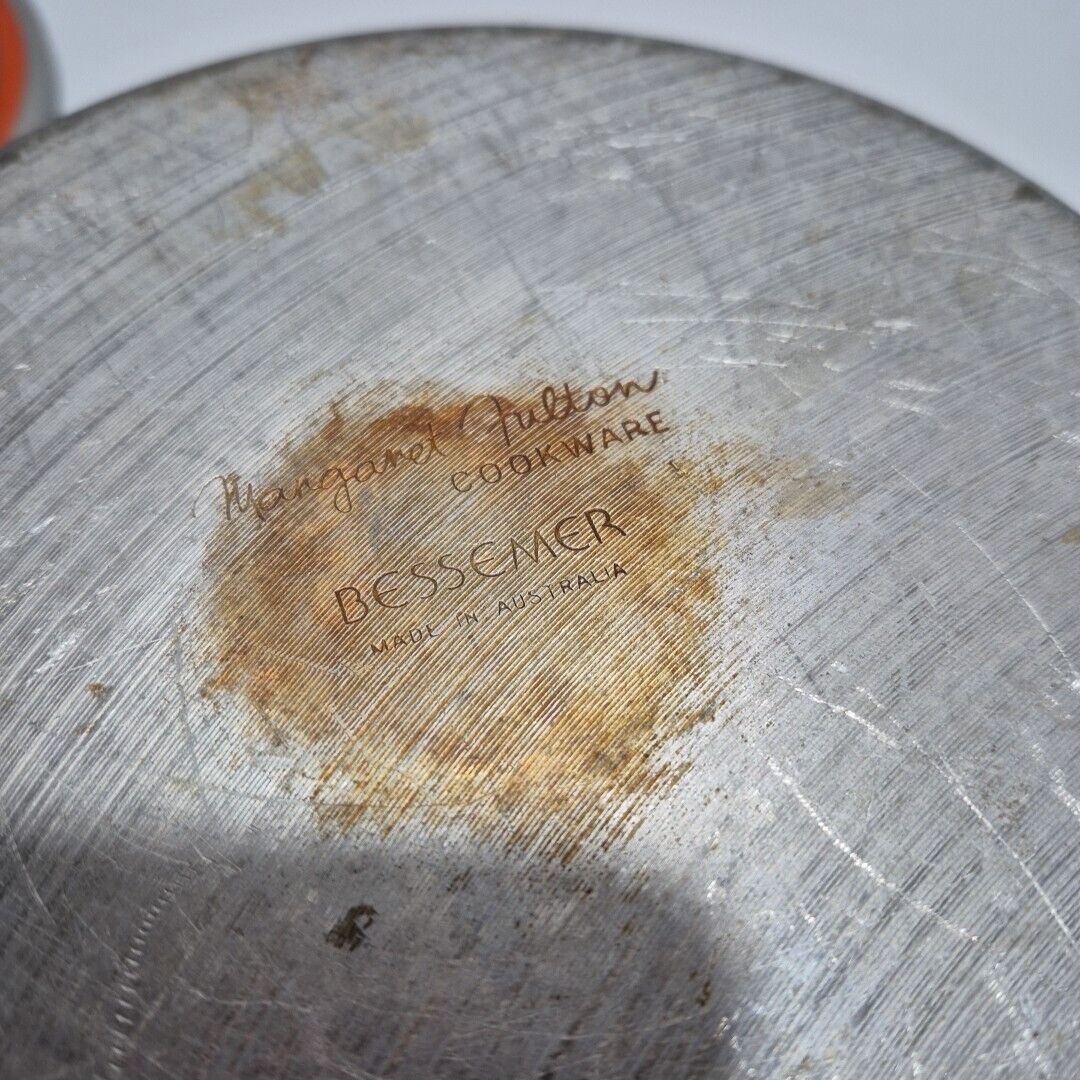 Margaret Fulton
COOKWARE
BESSEMER
MADE IN AUSTRALIA